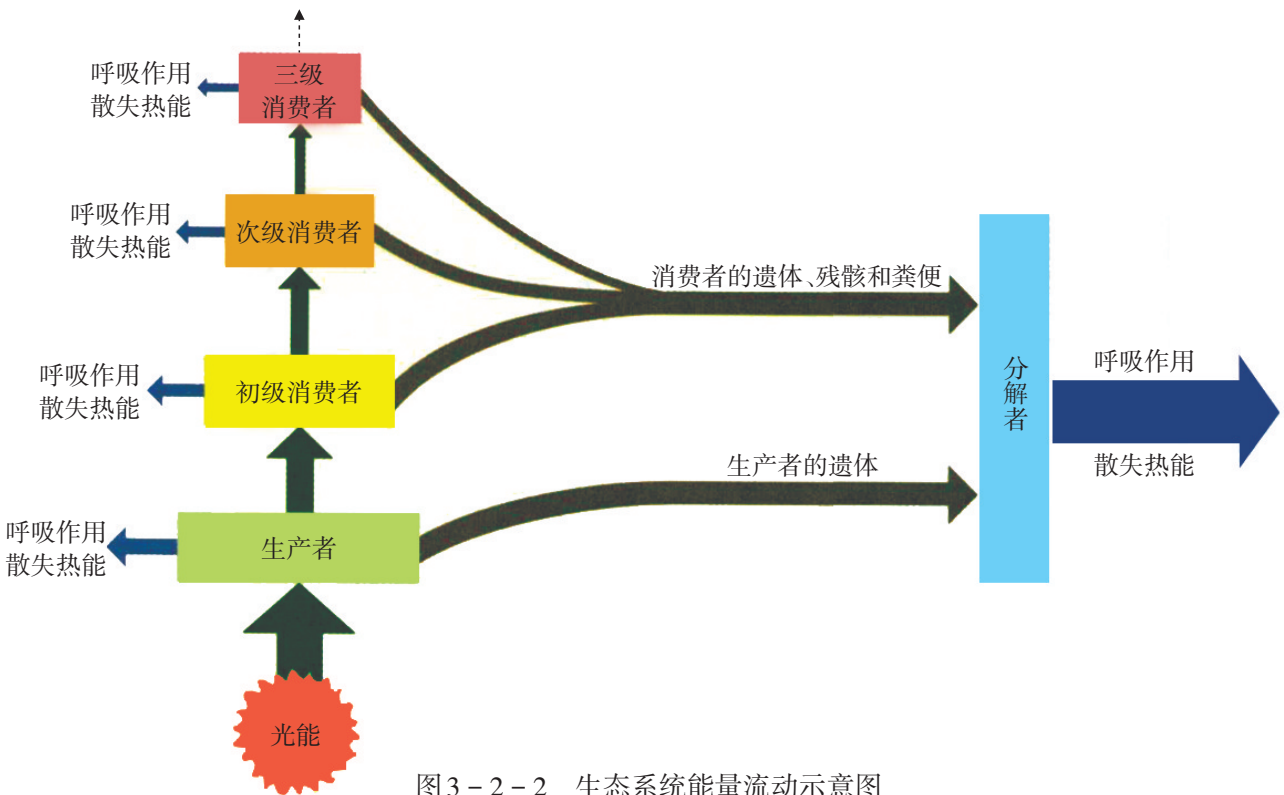 三级
消费者
呼吸作用
散失热能
次级消费者
呼吸作用
散失热能
消费者的遗体、残骸和粪便
初级消费者
呼吸作用
散失热能
分解者
呼吸作用
散失热能
生产者的遗体
生产者
呼吸作用
散失热能
光能
图3-2-2 生态系统能量流动示意图